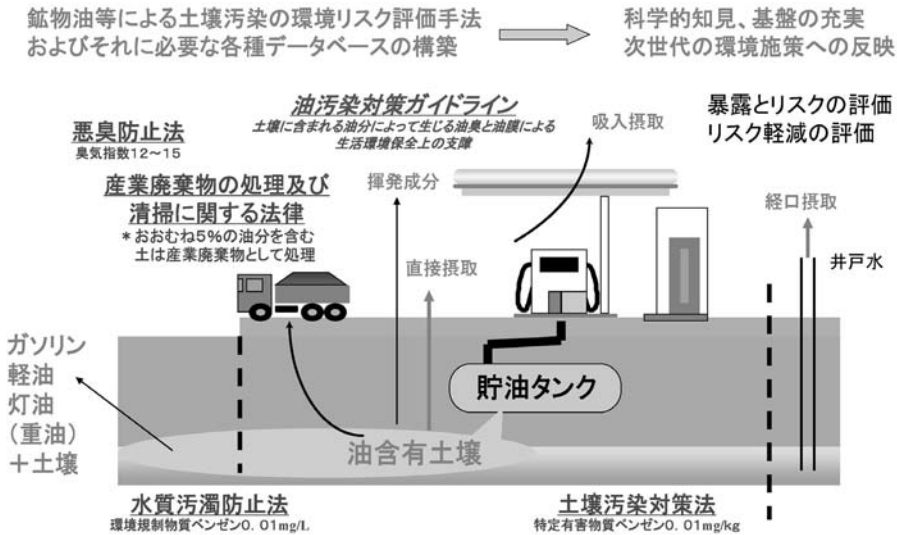 鉱物油等による土壌汚染の環境リスク評価手法
およびそれに必要な各種データベースの構築
科学的知見、基盤の充実
次世代の環境施策への反映
油汚染対策ガイドライン
土壌に含まれる油分によって生じる油臭と油膜による
生活環境保全上の支障
暴露とリスクの評価
リスク軽減の評価
悪臭防止法
臭気指数12～15
吸入摂取
産業廃棄物の処理及び
清掃に関する法律
＊おおむね5%の油分を含む
土は産業廃棄物として処理
揮発成分
経口摂取
直接摂取
井戸水
ガソリン
軽油
灯油
（重油）
＋土壌
貯油タンク
油含有土壌
水質汚濁防止法
環境規制物質ベンゼン0．01mg/L
土壌汚染対策法
特定有害物質ベンゼン0．01mg/kg